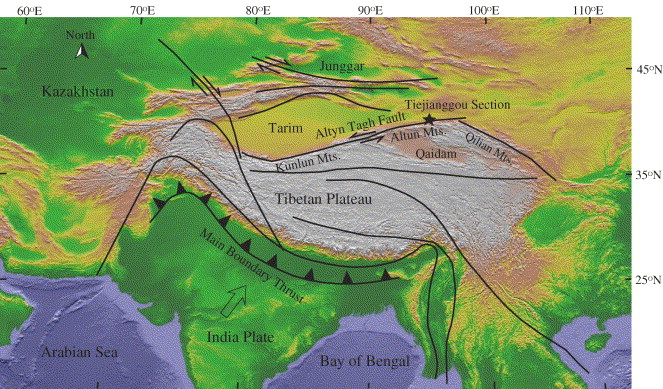 60°E 70°E 80°E 90°E 100°E 110°E
North
Junggar
45°N
Kazakhstan
Tiejianggou Section
Tarim
Altyn Tagh Fault
Altun Mts.
Qilian Mts.
Kunlun Mts.
Qaidam
35°N
Tibetan Plateau
Main Boundary Thrust
25°N
India Plate
Arabian Sea
Bay of Bengal